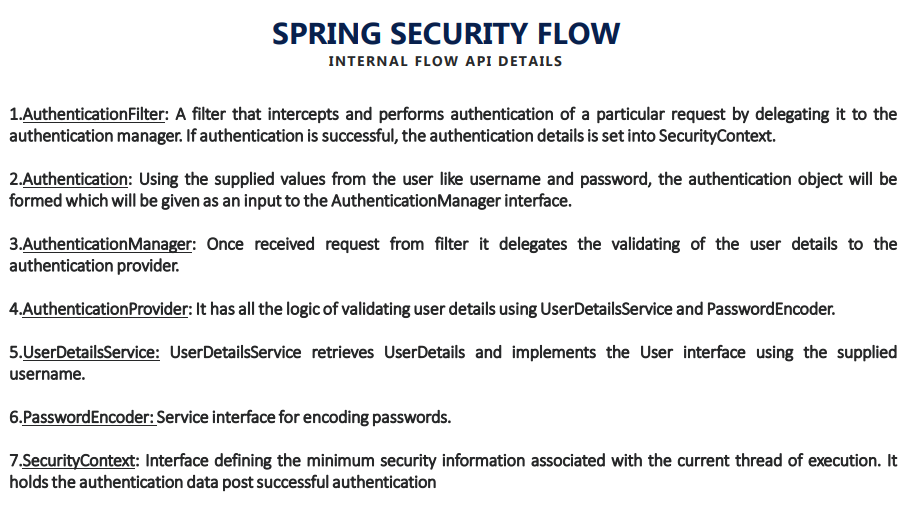 SPRING SECURITY FLOW
INTERNAL FLOW API DETAILS
1.AuthenticationFilter: A filter that intercepts and performs authentication of a particular request by delegating it to the
authentication manager. If authentication is successful, the authentication details is set into SecurityContext.
2.Authentication: Using the supplied values from the user like username and password, the authentication object will be
formed which will be given as an input to the AuthenticationManager interface.
3.AuthenticationManager: Once received request from filter it delegates the validating of the user details to the
authentication provider.
4.AuthenticationProvider: It has all the logic of validating user details using UserDetailsService and PasswordEncoder.
5.UserDetailsService: UserDetailsService retrieves UserDetails and implements the User interface using the supplied
username.
6.PasswordEncoder: Service interface for encoding passwords.
7.SecurityContext: Interface defining the minimum security information associated with the current thread of execution. It
holds the authentication data post successful authentication